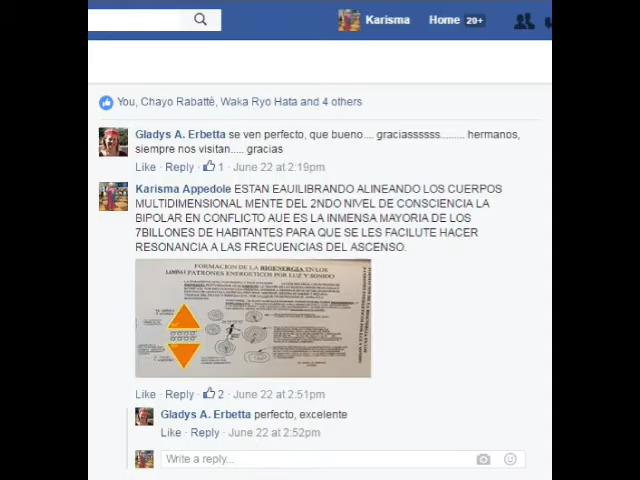 Karisma Home 20+
You, Chayo Rabatté, Waka Ryo Hata and 4 others
Gladys A. Erbetta se ven perfecto, que bueno.... graciassssss......... hermanos,
siempre nos visitan..... gracias
Like · Reply · 1 · June 22 at 2:19pm
Karisma Appedole ESTAN EAUILIBRANDO ALINEANDO LOS CUERPOS
MULTIDIMENSIONAL MENTE DEL 2NDO NIVEL DE CONSCIENCIA LA
BIPOLAR EN CONFLICTO AUE ES LA INMENSA MAYORIA DE LOS
7BILLONES DE HABITANTES PARA QUE SE LES FACILUTE HACER
RESONANCIA A LAS FRECUENCIAS DEL ASCENSO.
FORMACION DE LA BIOENERGIA EN LOS
LAMINA 5 PATRONES ENERGETICOS POR LUZ Y SONIDO
Like · Reply · 2 · June 22 at 2:51pm
Gladys A. Erbetta perfecto, excelente
Like · Reply · June 22 at 2:52pm
Write a reply...